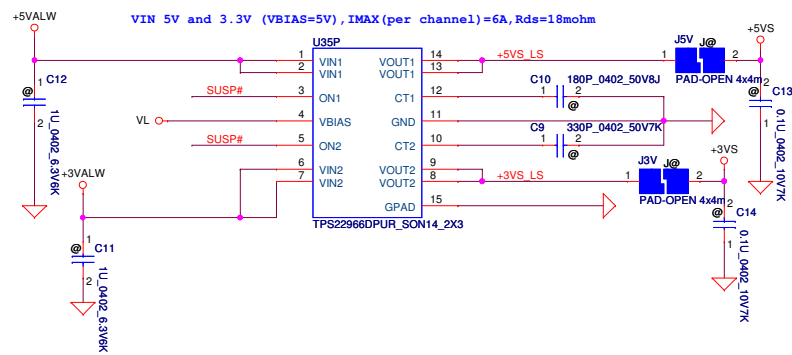 VIN 5V and 3.3V (VBIAS=5V),IMAX(per channel)=6A,Rds=18mohm
+5VALW
+5VS
U35P
J5V
J@
1
2
VIN1
VIN1
14
13
VOUT1
VOUT1
+5VS_LS
1
2
PAD-OPEN 4x4m
1
C12
@
2
1U_0402_6.3V6K
SUSP#
3
ON1
12
CT1
C10
180P_0402_50V8J
1
2
@
2
C13
@
1
0.1U_0402_10V7K
VL
4
VBIAS
11
GND
SUSP#
5
ON2
10
CT2
C9
330P_0402_50V7K
1
2
@
+3VALW
6
7
VIN2
VIN2
9
8
VOUT2
VOUT2
+3VS_LS
J3V
J@
1
2
PAD-OPEN 4x4m
+3VS
15
GPAD
TPS22966DPUR_SON14_2X3
@
1
C11
2
1U_0402_6.3V6K
2
C14
@
1
0.1U_0402_10V7K